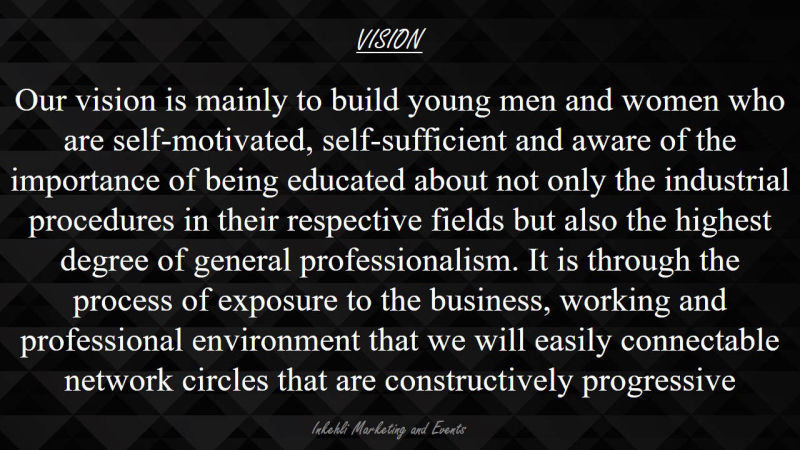 VISION
Our vision is mainly to build young men and women who
are self-motivated, self-sufficient and aware of the
importance of being educated about not only the industrial
procedures in their respective fields but also the highest
degree of general professionalism. It is through the
process of exposure to the business, working and
professional environment that we will easily connectable
network circles that are constructively progressive
Inkehli Marketing and Events